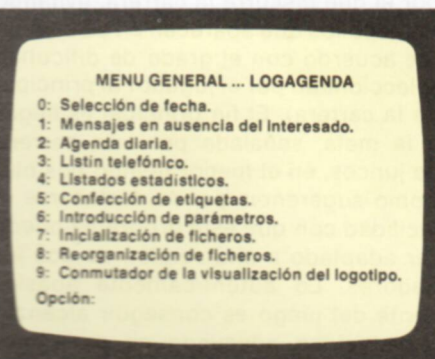 MENU GENERAL ... LOGAGENDA
0: Selección de fecha.
1: Mensajes en ausencia del interesado.
2: Agenda diaria.
3: Listín telefónico.
4: Listados estadísticos.
5: Confección de etiquetas.
6: Introducción de parámetros.
7: Inicialización de ficheros.
8: Reorganización de ficheros.
9: Conmutador de la visualización del logotipo.
Opción: